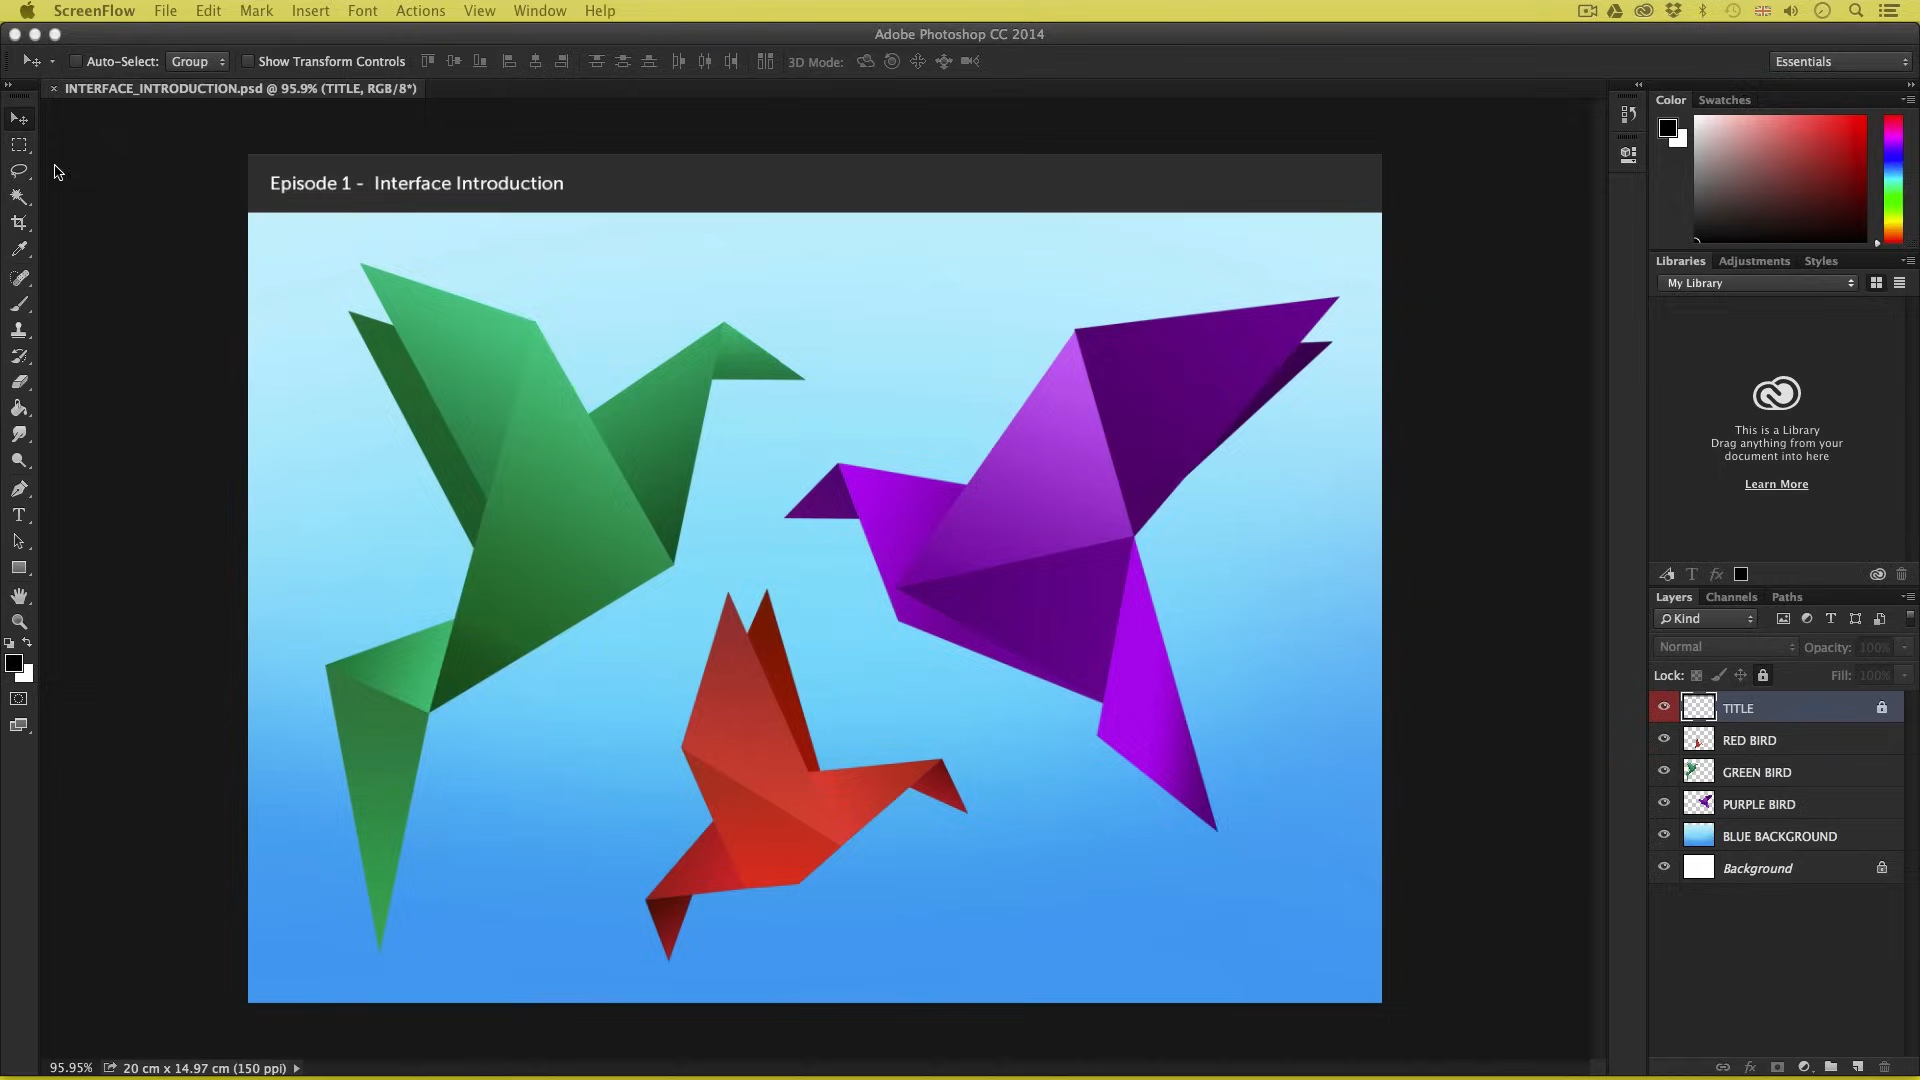 ScreenFlow File Edit Mark Insert Font Actions View Window Help
Adobe Photoshop CC 2014
Auto-Select: Group Show Transform Controls 3D Mode: Essentials
× INTERFACE_INTRODUCTION.psd @ 95.9% (TITLE, RGB/8*)
Color Swatches
Episode 1 - Interface Introduction
Libraries Adjustments Styles
My Library
This is a Library
Drag anything from your
document into here
Learn More
Layers Channels Paths
Kind
Normal Opacity: 100%
Lock: Fill: 100%
TITLE
RED BIRD
GREEN BIRD
PURPLE BIRD
BLUE BACKGROUND
Background
95.95% 20 cm x 14.97 cm (150 ppi)